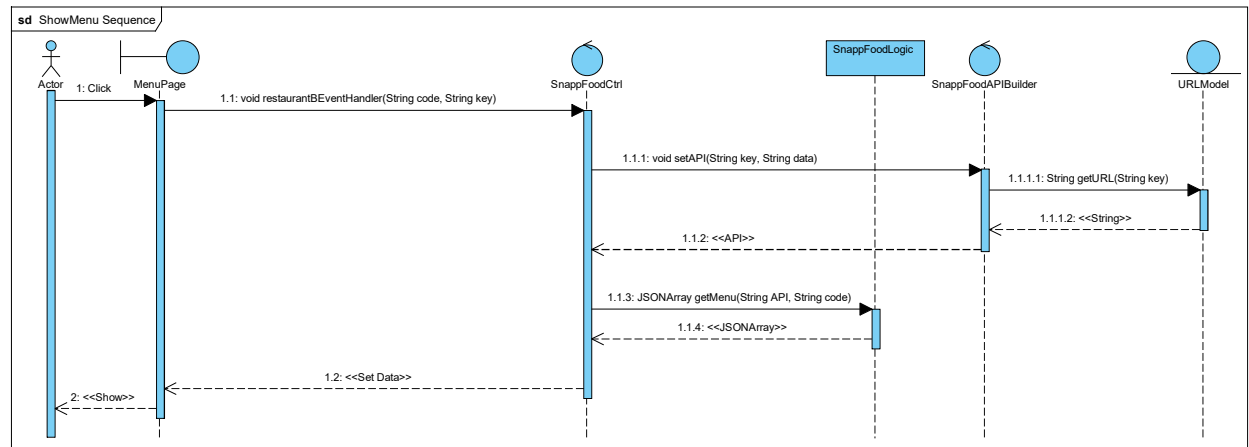 sd ShowMenu Sequence
SnappFoodLogic
Actor
MenuPage
SnappFoodCtrl
SnappFoodAPIBuilder
URLModel
1: Click
1.1: void restaurantBEventHandler(String code, String key)
1.1.1: void setAPI(String key, String data)
1.1.1.1: String getURL(String key)
1.1.1.2: <<String>>
1.1.2: <<API>>
1.1.3: JSONArray getMenu(String API, String code)
1.1.4: <<JSONArray>>
1.2: <<Set Data>>
2: <<Show>>